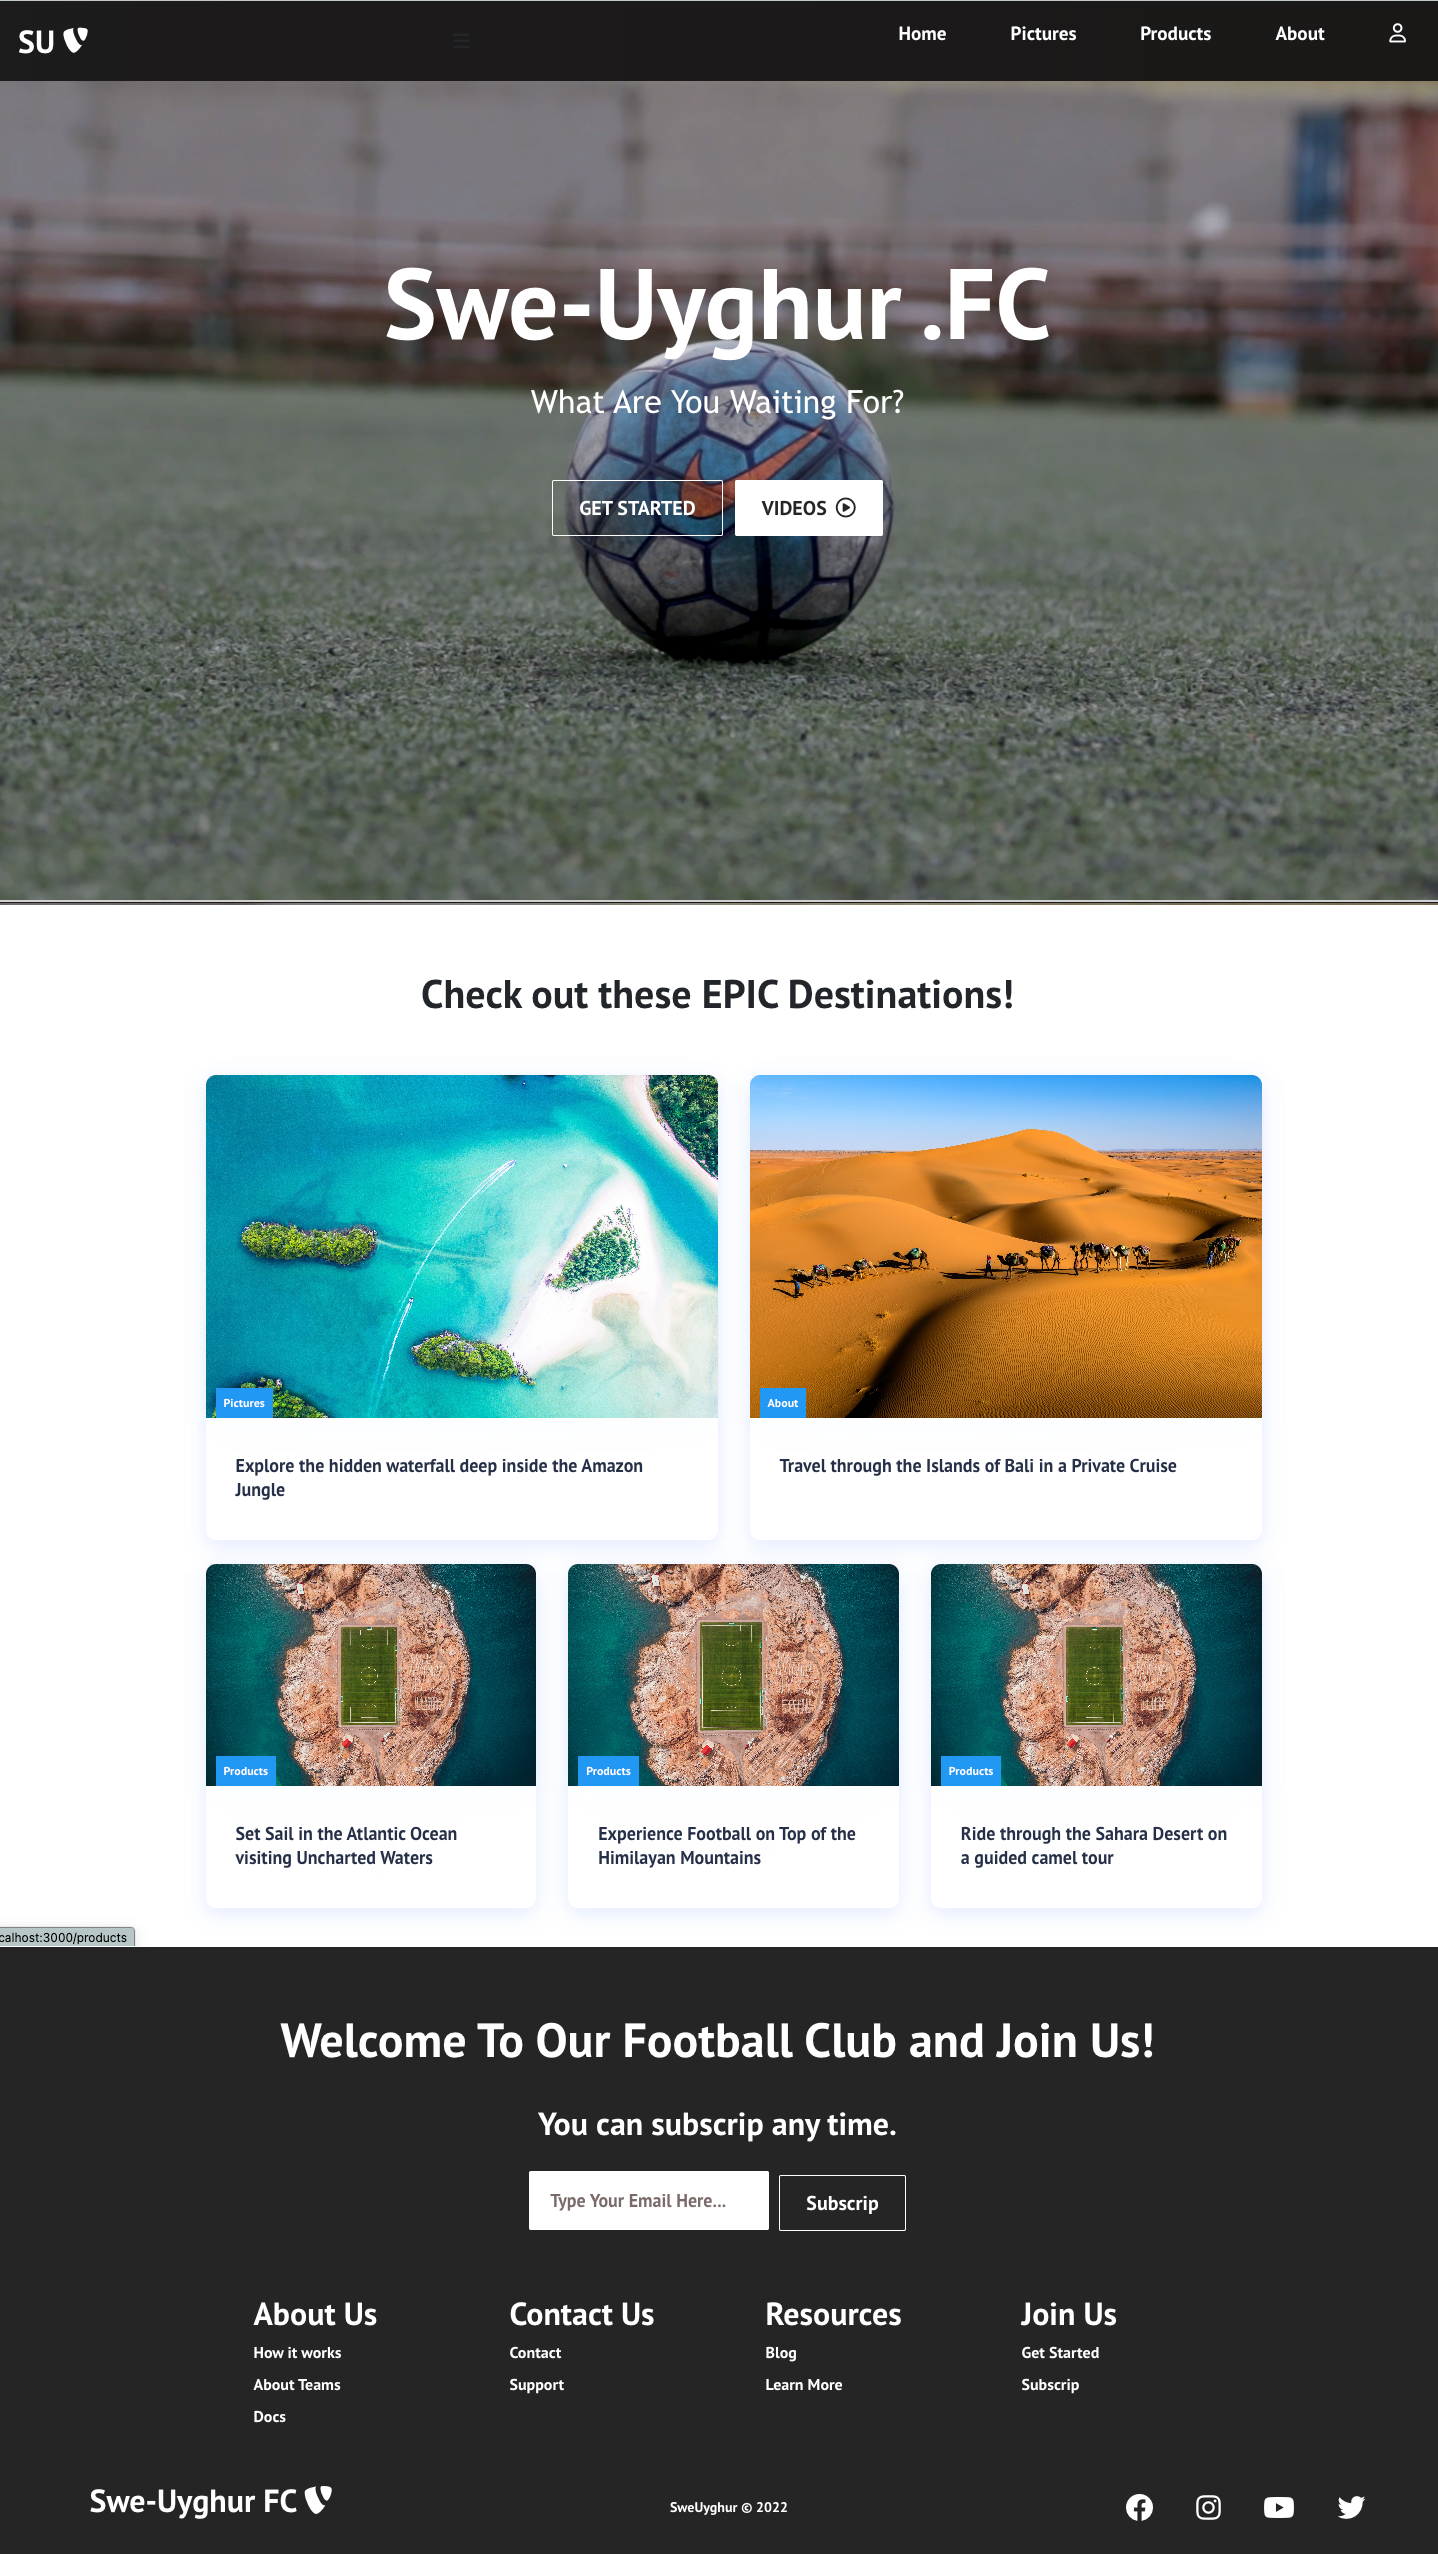 SU
Home
Pictures
Products
About
Swe-Uyghur .FC
What Are You Waiting For?
GET STARTED
VIDEOS
Check out these EPIC Destinations!
Pictures
Explore the hidden waterfall deep inside the Amazon
Jungle
About
Travel through the Islands of Bali in a Private Cruise
Products
Set Sail in the Atlantic Ocean
visiting Uncharted Waters
Products
Experience Football on Top of the
Himilayan Mountains
Products
Ride through the Sahara Desert on
a guided camel tour
calhost:3000/products
Welcome To Our Football Club and Join Us!
You can subscrip any time.
Type Your Email Here...
Subscrip
About Us
How it works
About Teams
Docs
Contact Us
Contact
Support
Resources
Blog
Learn More
Join Us
Get Started
Subscrip
Swe-Uyghur FC
SweUyghur © 2022